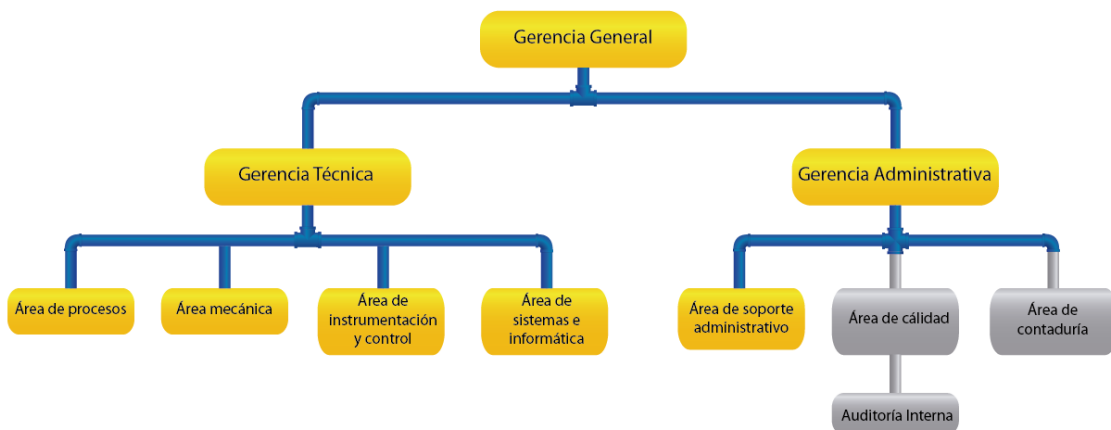 Gerencia General
Gerencia Técnica
Gerencia Administrativa
Área de procesos
Área mecánica
Área de
instrumentación
y control
Área de
sistemas e
informática
Área de soporte
administrativo
Área de cálidad
Área de
contaduría
Auditoría Interna